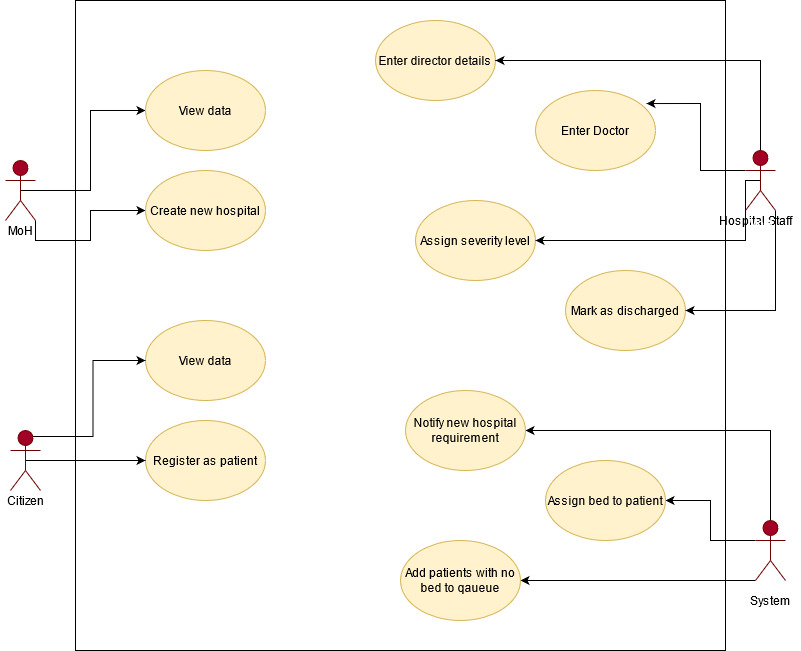 Enter director details
View data
Enter Doctor
MoH
Create new hospital
Hospital Staff
Assign severity level
Mark as discharged
View data
Notify new hospital
requirement
Register as patient
Citizen
Assign bed to patient
Add patients with no
bed to qaueue
System